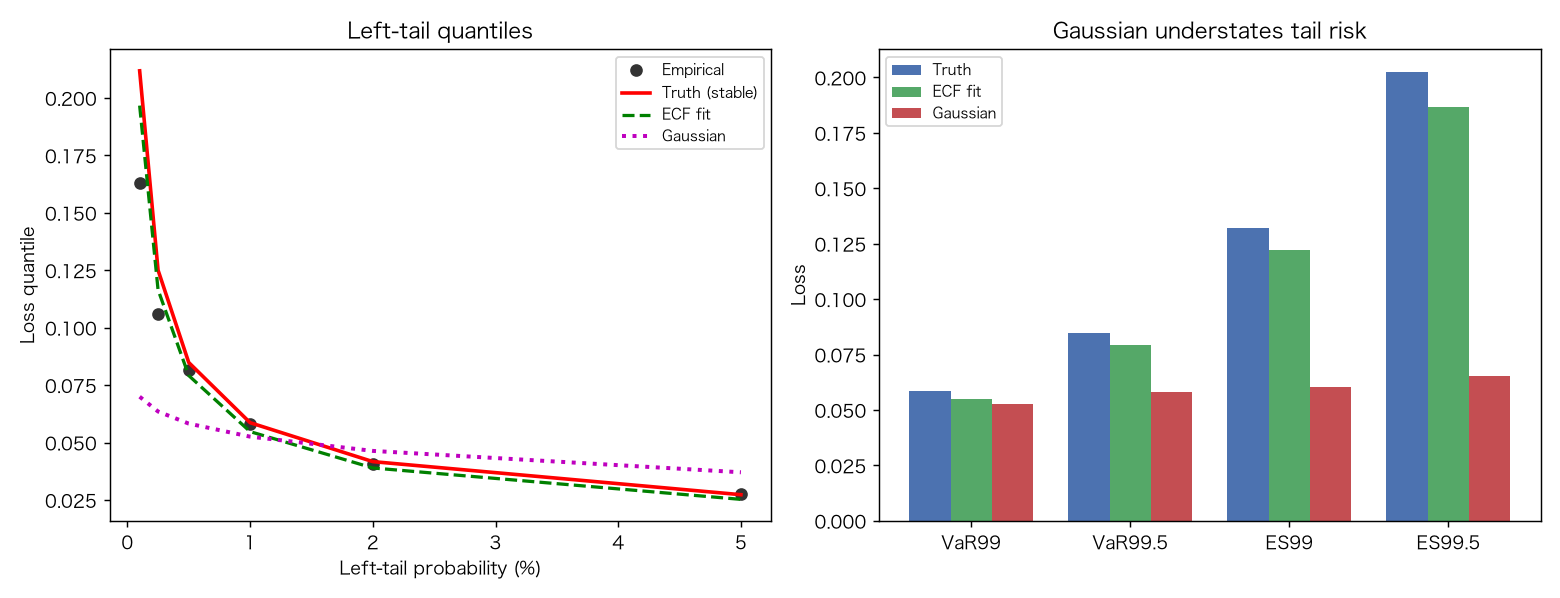 Left-tail quantiles
Loss quantile
0.200
0.175
0.150
0.125
0.100
0.075
0.050
0.025
Empirical
Truth (stable)
ECF fit
Gaussian
0
1
2
3
4
5
Left-tail probability (%)
Gaussian understates tail risk
Loss
0.200
0.175
0.150
0.125
0.100
0.075
0.050
0.025
0.000
Truth
ECF fit
Gaussian
VaR99
VaR99.5
ES99
ES99.5